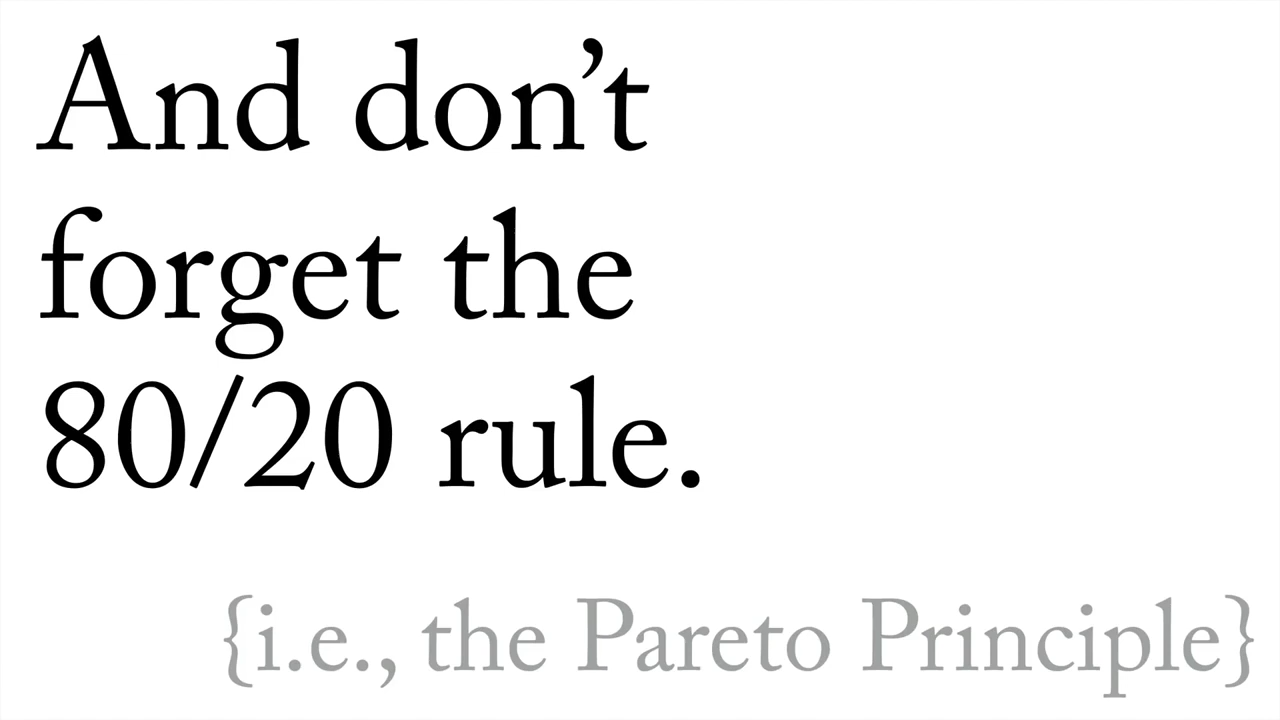 And don’t
forget the
80/20 rule.
{i.e., the Pareto Principle}